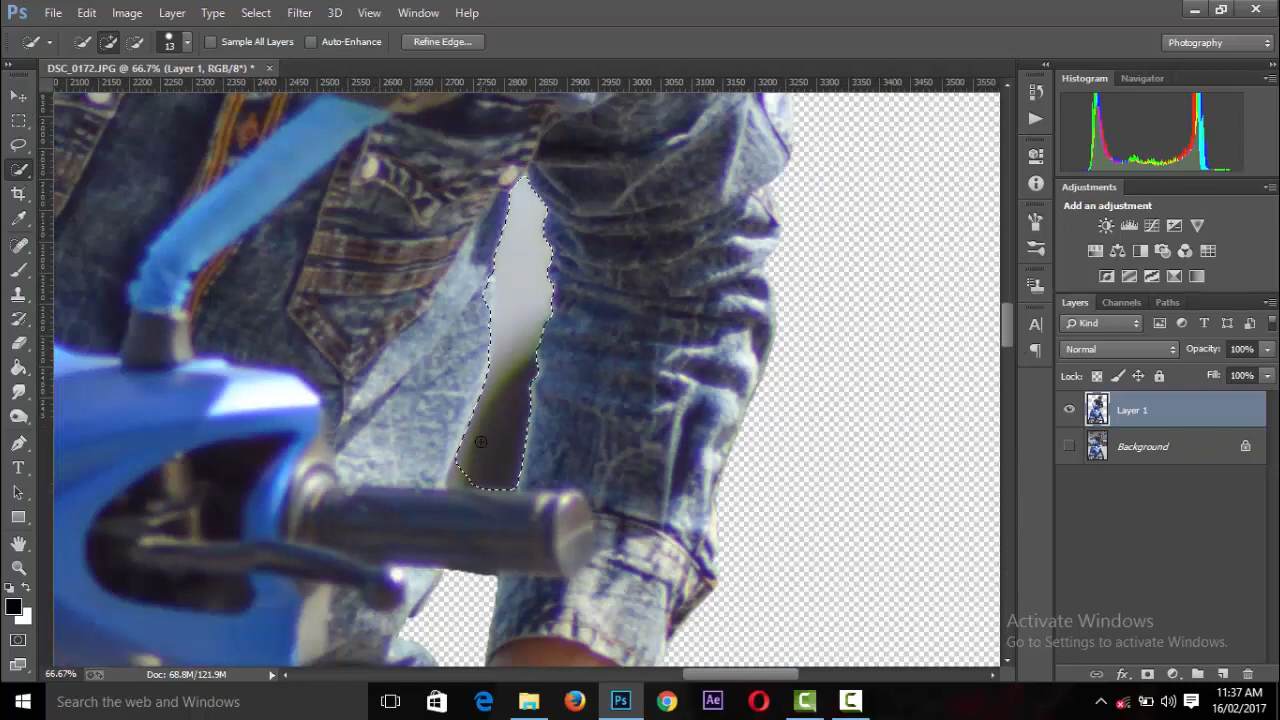 Ps File Edit Image Layer Type Select Filter 3D View Window Help
13 Sample All Layers Auto-Enhance Refine Edge... Photography
DSC_0172.JPG @ 66.7% (Layer 1, RGB/8*) * ×
2100 2150 2200 2250 2300 2350 2400 2450 2500 2550 2600 2650 2700 2750 2800 2850 2900 2950 3000 3050 3100 3150 3200 3250 3300 3350 3400 3450 3500 3550
Histogram Navigator
Adjustments
Add an adjustment
Layers Channels Paths
Kind
Normal Opacity: 100%
Lock: Fill: 100%
Layer 1
Background
Activate Windows
Go to Settings to activate Windows.
66.67% Doc: 68.8M/121.9M
Search the web and Windows
Ps
Ae
11:37 AM
16/02/2017